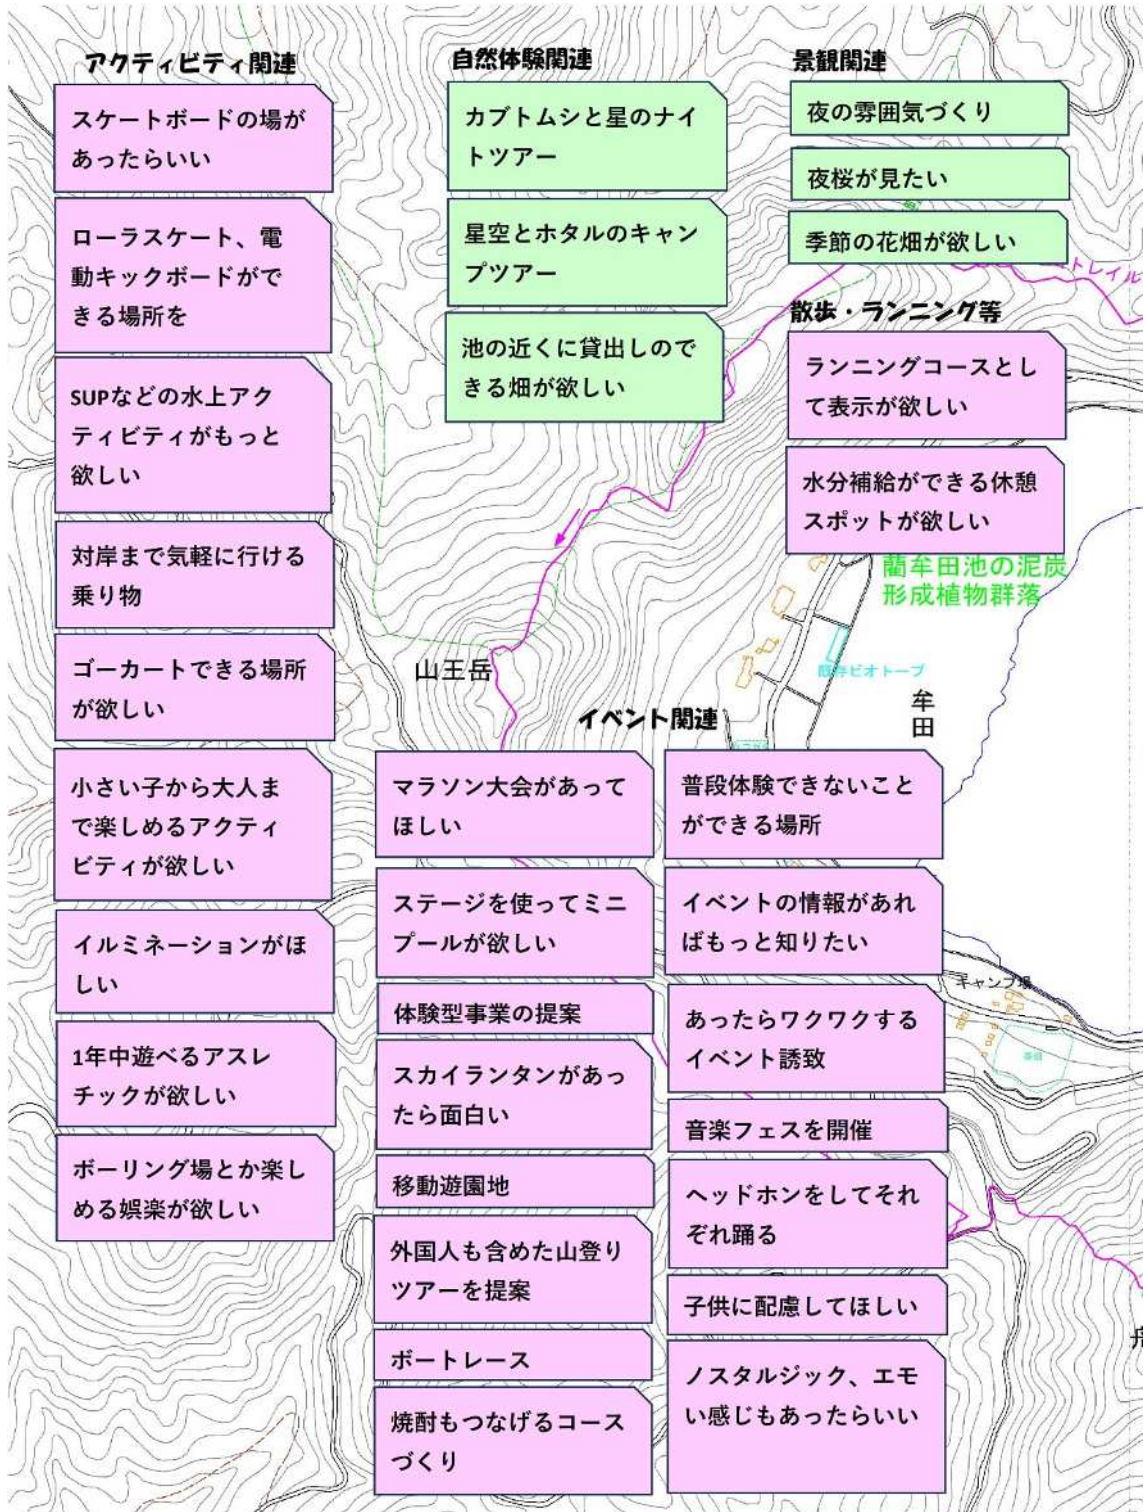 アクティビティ関連
スケートボードの場が
あったらいい
ローラスケート、電
動キックボードがで
きる場所を
SUPなどの水上アク
ティビティがもっと
欲しい
対岸まで気軽に行ける
乗り物
ゴーカートできる場所
が欲しい
小さい子から大人ま
で楽しめるアクティ
ビティが欲しい
イルミネーションがほ
しい
1年中遊べるアスレ
チックが欲しい
ボーリング場とか楽し
める娯楽が欲しい
自然体験関連
カブトムシと星のナイ
トツアー
星空とホタルのキャン
プツアー
池の近くに貸出しので
きる畑が欲しい
景観関連
夜の雰囲気づくり
夜桜が見たい
季節の花畑が欲しい
トレイル
散歩・ランニング等
ランニングコースとし
て表示が欲しい
水分補給ができる休憩
スポットが欲しい
藺牟田池の泥炭
形成植物群落
既存ビオトープ
山王岳
牟田
イベント関連
マラソン大会があって
ほしい
ステージを使ってミニ
プールが欲しい
体験型事業の提案
スカイランタンがあっ
たら面白い
移動遊園地
外国人も含めた山登り
ツアーを提案
ボートレース
焼酎もつなげるコース
づくり
普段体験できないこと
ができる場所
イベントの情報があれ
ばもっと知りたい
あったらワクワクする
イベント誘致
音楽フェスを開催
ヘッドホンをしてそれ
ぞれ踊る
子供に配慮してほしい
ノスタルジック、エモ
い感じもあったらいい
キャンプ場